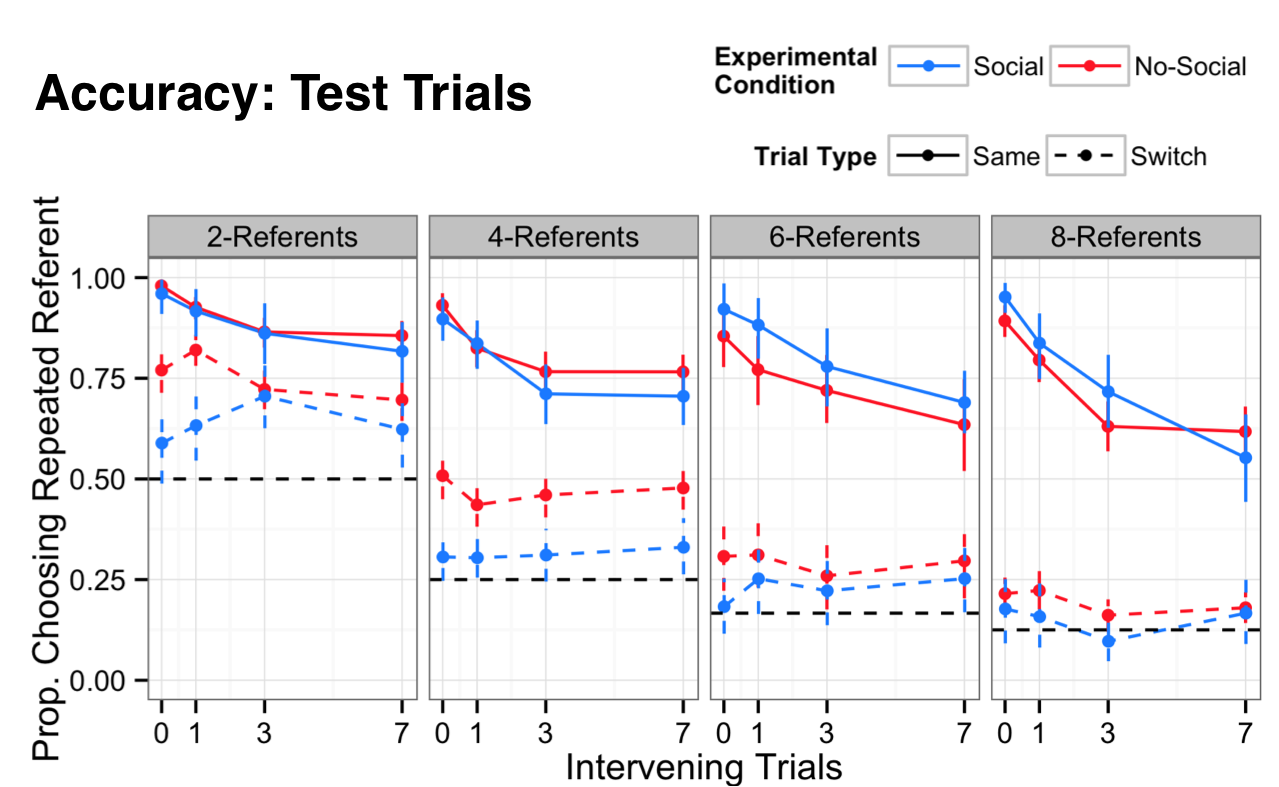 Accuracy: Test Trials
Experimental
Condition
Social
No-Social
Trial Type
Same
Switch
Prop. Choosing Repeated Referent
2-Referents
4-Referents
6-Referents
8-Referents
1.00
0.75
0.50
0.25
0.00
0 1 3 7
0 1 3 7
0 1 3 7
0 1 3 7
Intervening Trials